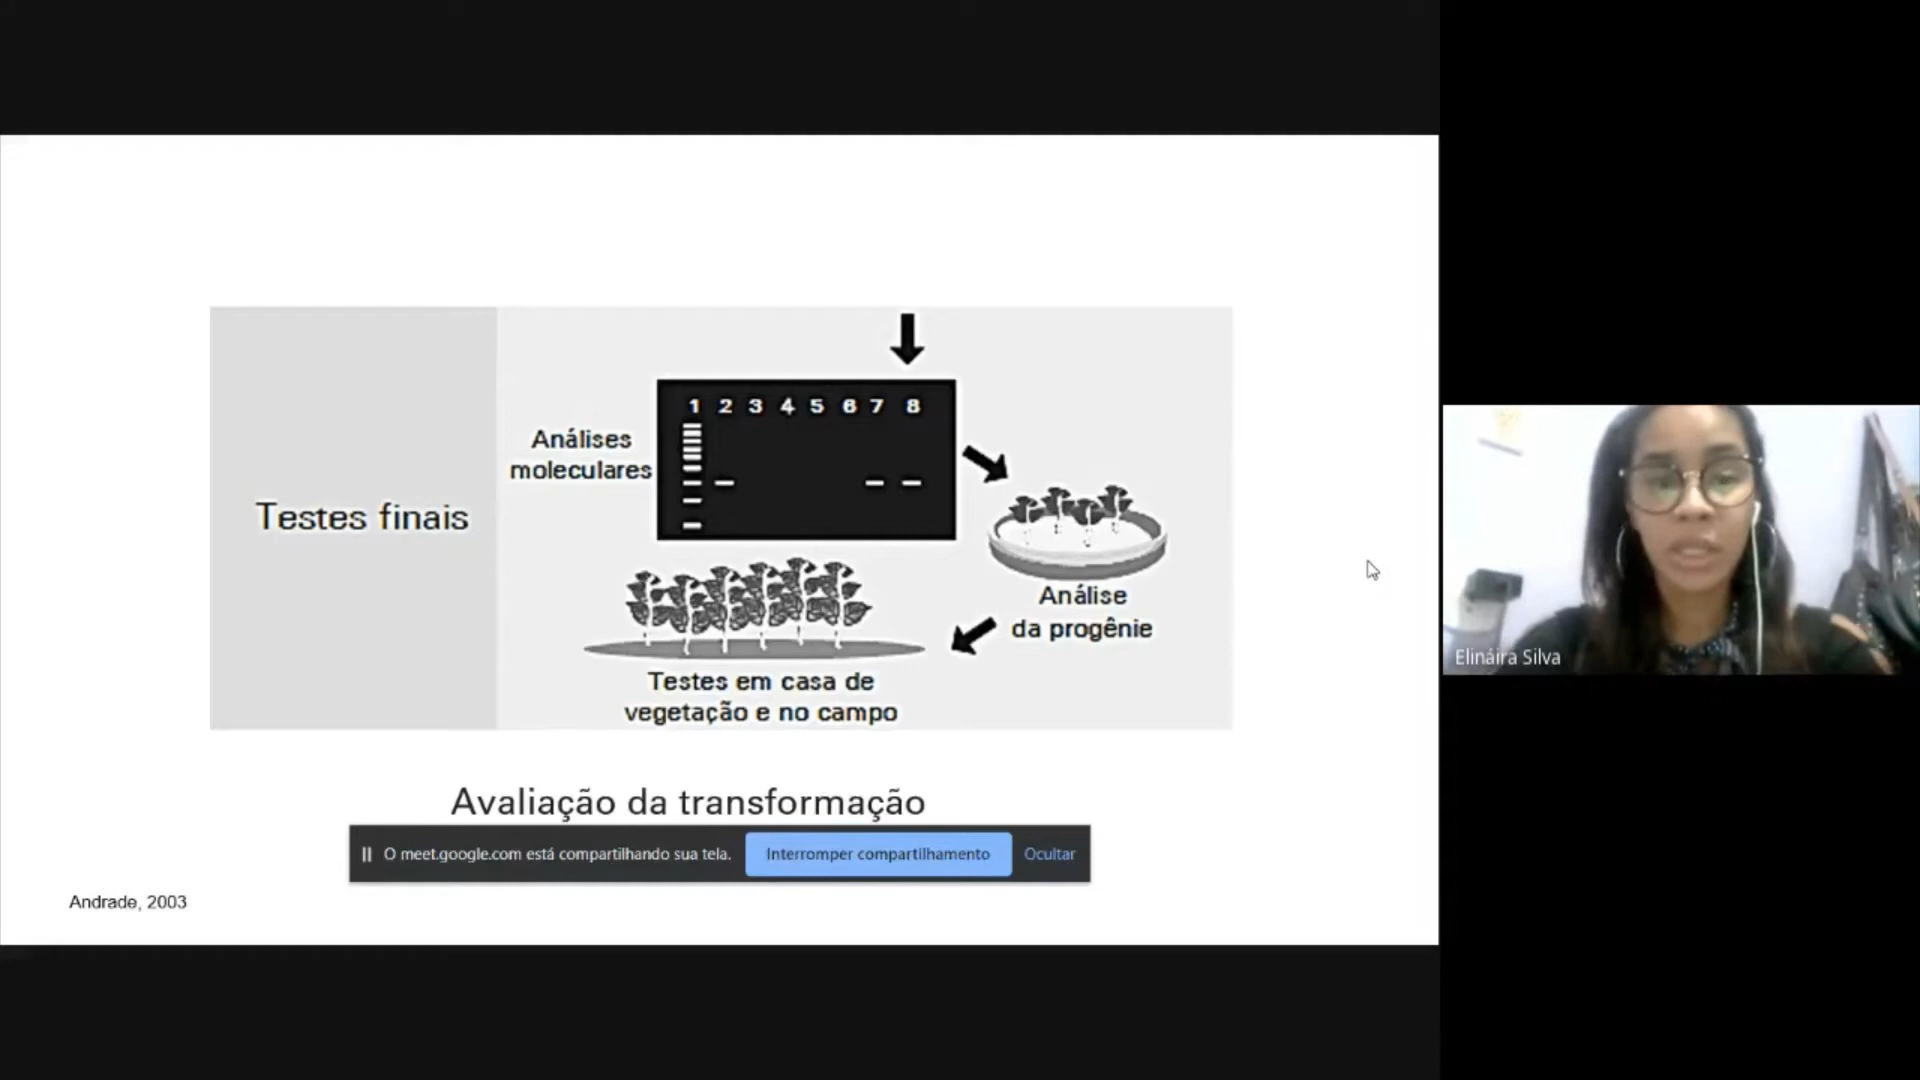 1 2 3 4 5 6 7 8
Análises
moleculares
Testes finais
Análise
da progênie
Testes em casa de
vegetação e no campo
Avaliação da transformação
O meet.google.com está compartilhando sua tela.
Interromper compartilhamento
Ocultar
Andrade, 2003
Elináira Silva